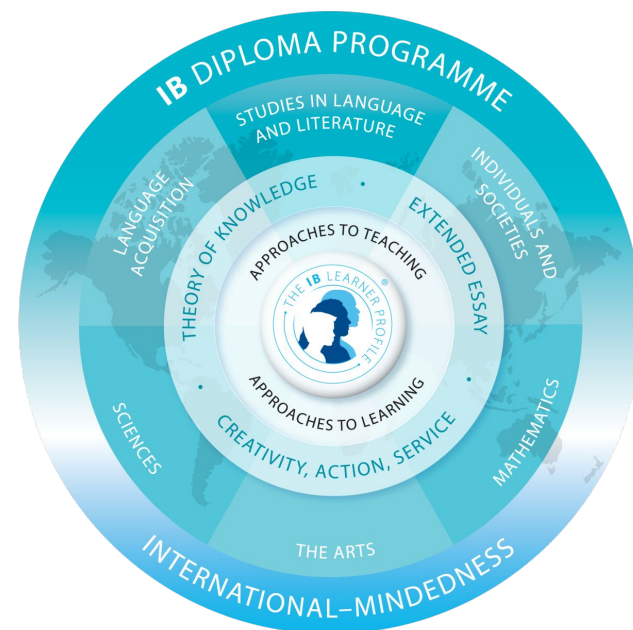 IB DIPLOMA PROGRAMME
STUDIES IN LANGUAGE
AND LITERATURE
LANGUAGE
ACQUISITION
INDIVIDUALS AND
SOCIETIES
THEORY OF KNOWLEDGE
EXTENDED ESSAY
APPROACHES TO TEACHING
THE IB LEARNER PROFILE
®
APPROACHES TO LEARNING
CREATIVITY, ACTION, SERVICE
SCIENCES
MATHEMATICS
THE ARTS
INTERNATIONAL–MINDEDNESS